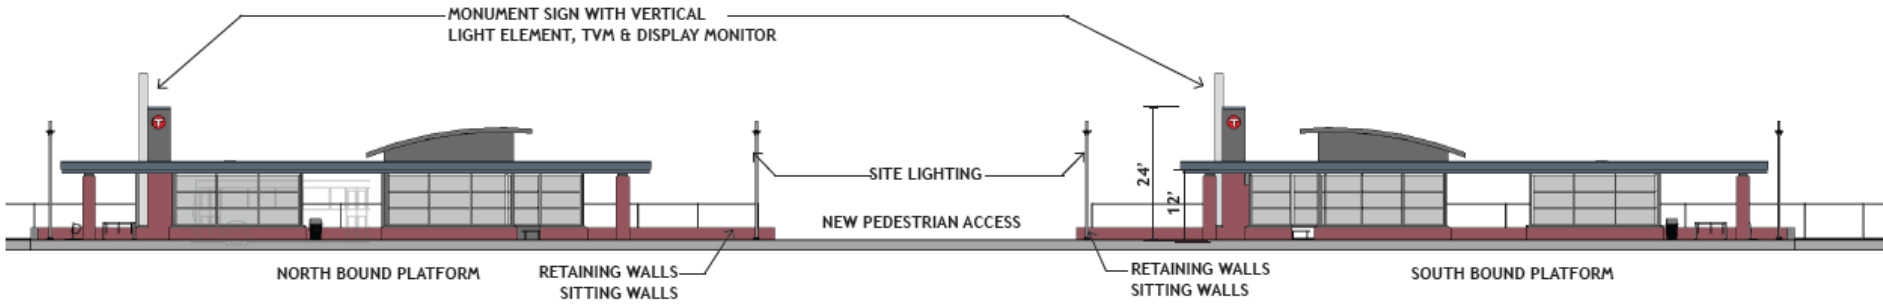 MONUMENT SIGN WITH VERTICAL
LIGHT ELEMENT, TVM & DISPLAY MONITOR
T
T
24'
12'
SITE LIGHTING
NEW PEDESTRIAN ACCESS
NORTH BOUND PLATFORM
RETAINING WALLS
SITTING WALLS
RETAINING WALLS
SITTING WALLS
SOUTH BOUND PLATFORM